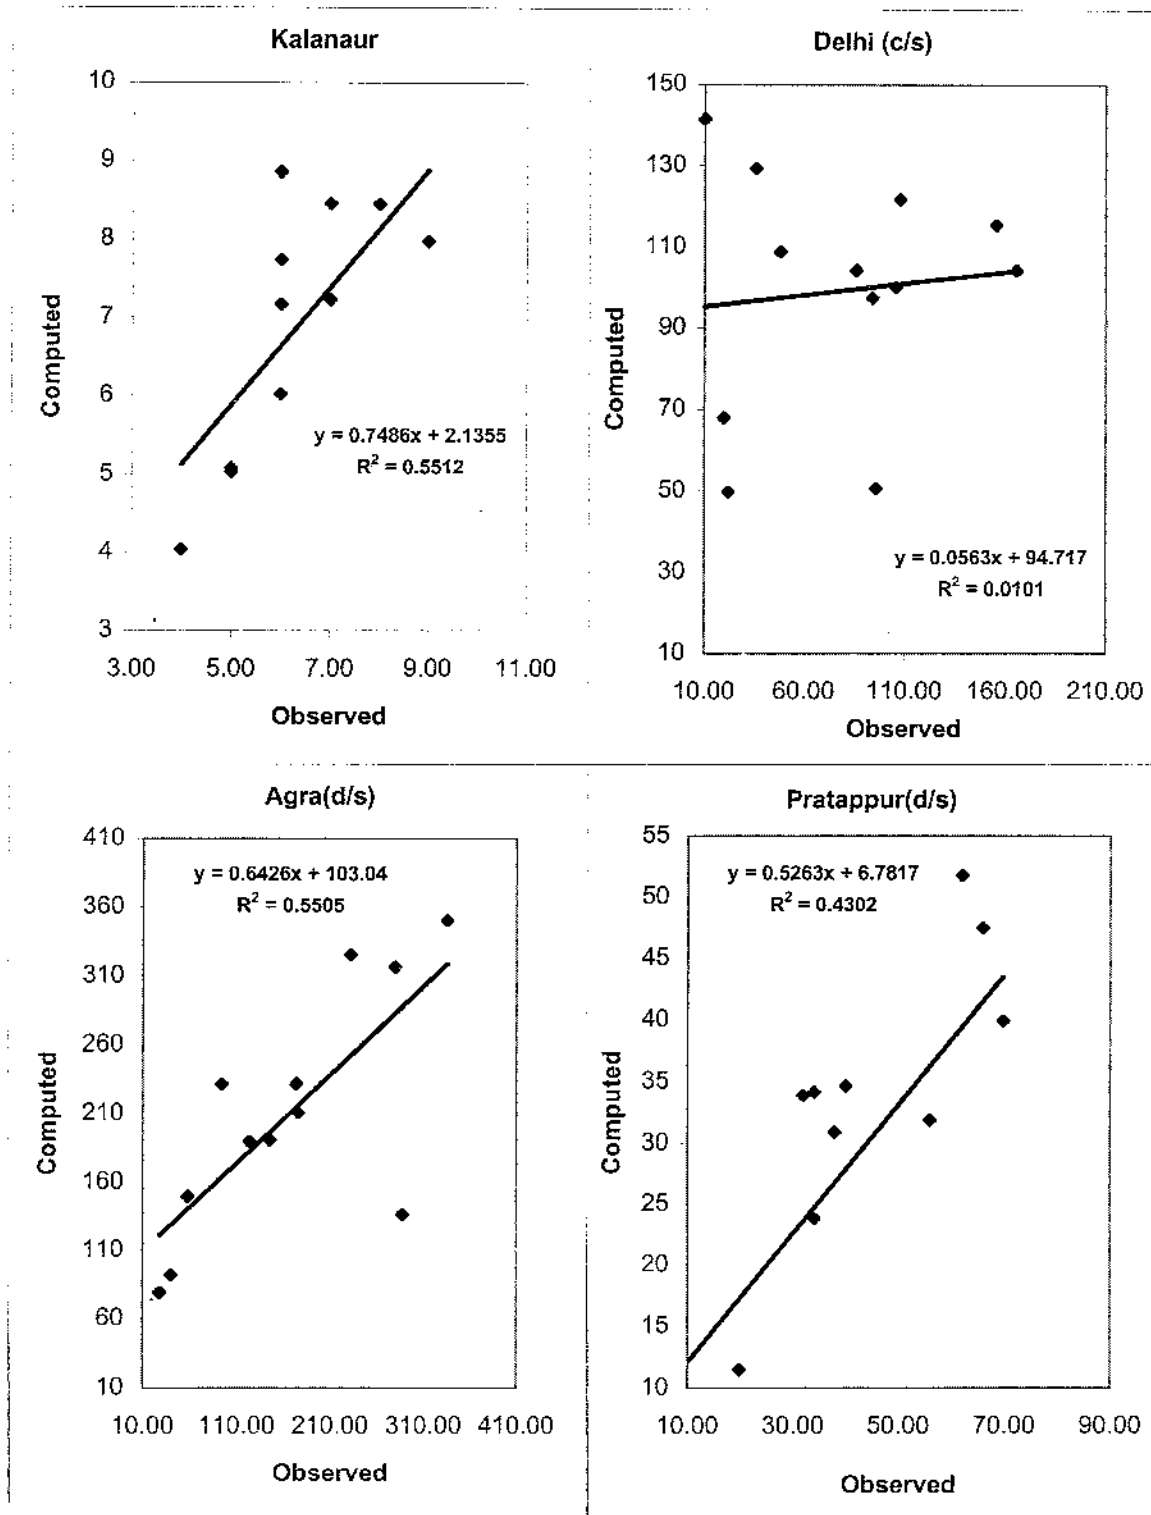 Kalanaur
10
9
8
7
6
5
4
3
Computed
y = 0.7486x + 2.1355
R² = 0.5512
3.00 5.00 7.00 9.00 11.00
Observed
Delhi (c/s)
150
130
110
90
70
50
30
10
Computed
y = 0.0563x + 94.717
R² = 0.0101
10.00 60.00 110.00 160.00 210.00
Observed
Agra(d/s)
410
360
310
260
210
160
110
60
10
Computed
y = 0.6426x + 103.04
R² = 0.5505
10.00 110.00 210.00 310.00 410.00
Observed
Pratappur(d/s)
55
50
45
40
35
30
25
20
15
10
Computed
y = 0.5263x + 6.7817
R² = 0.4302
10.00 30.00 50.00 70.00 90.00
Observed